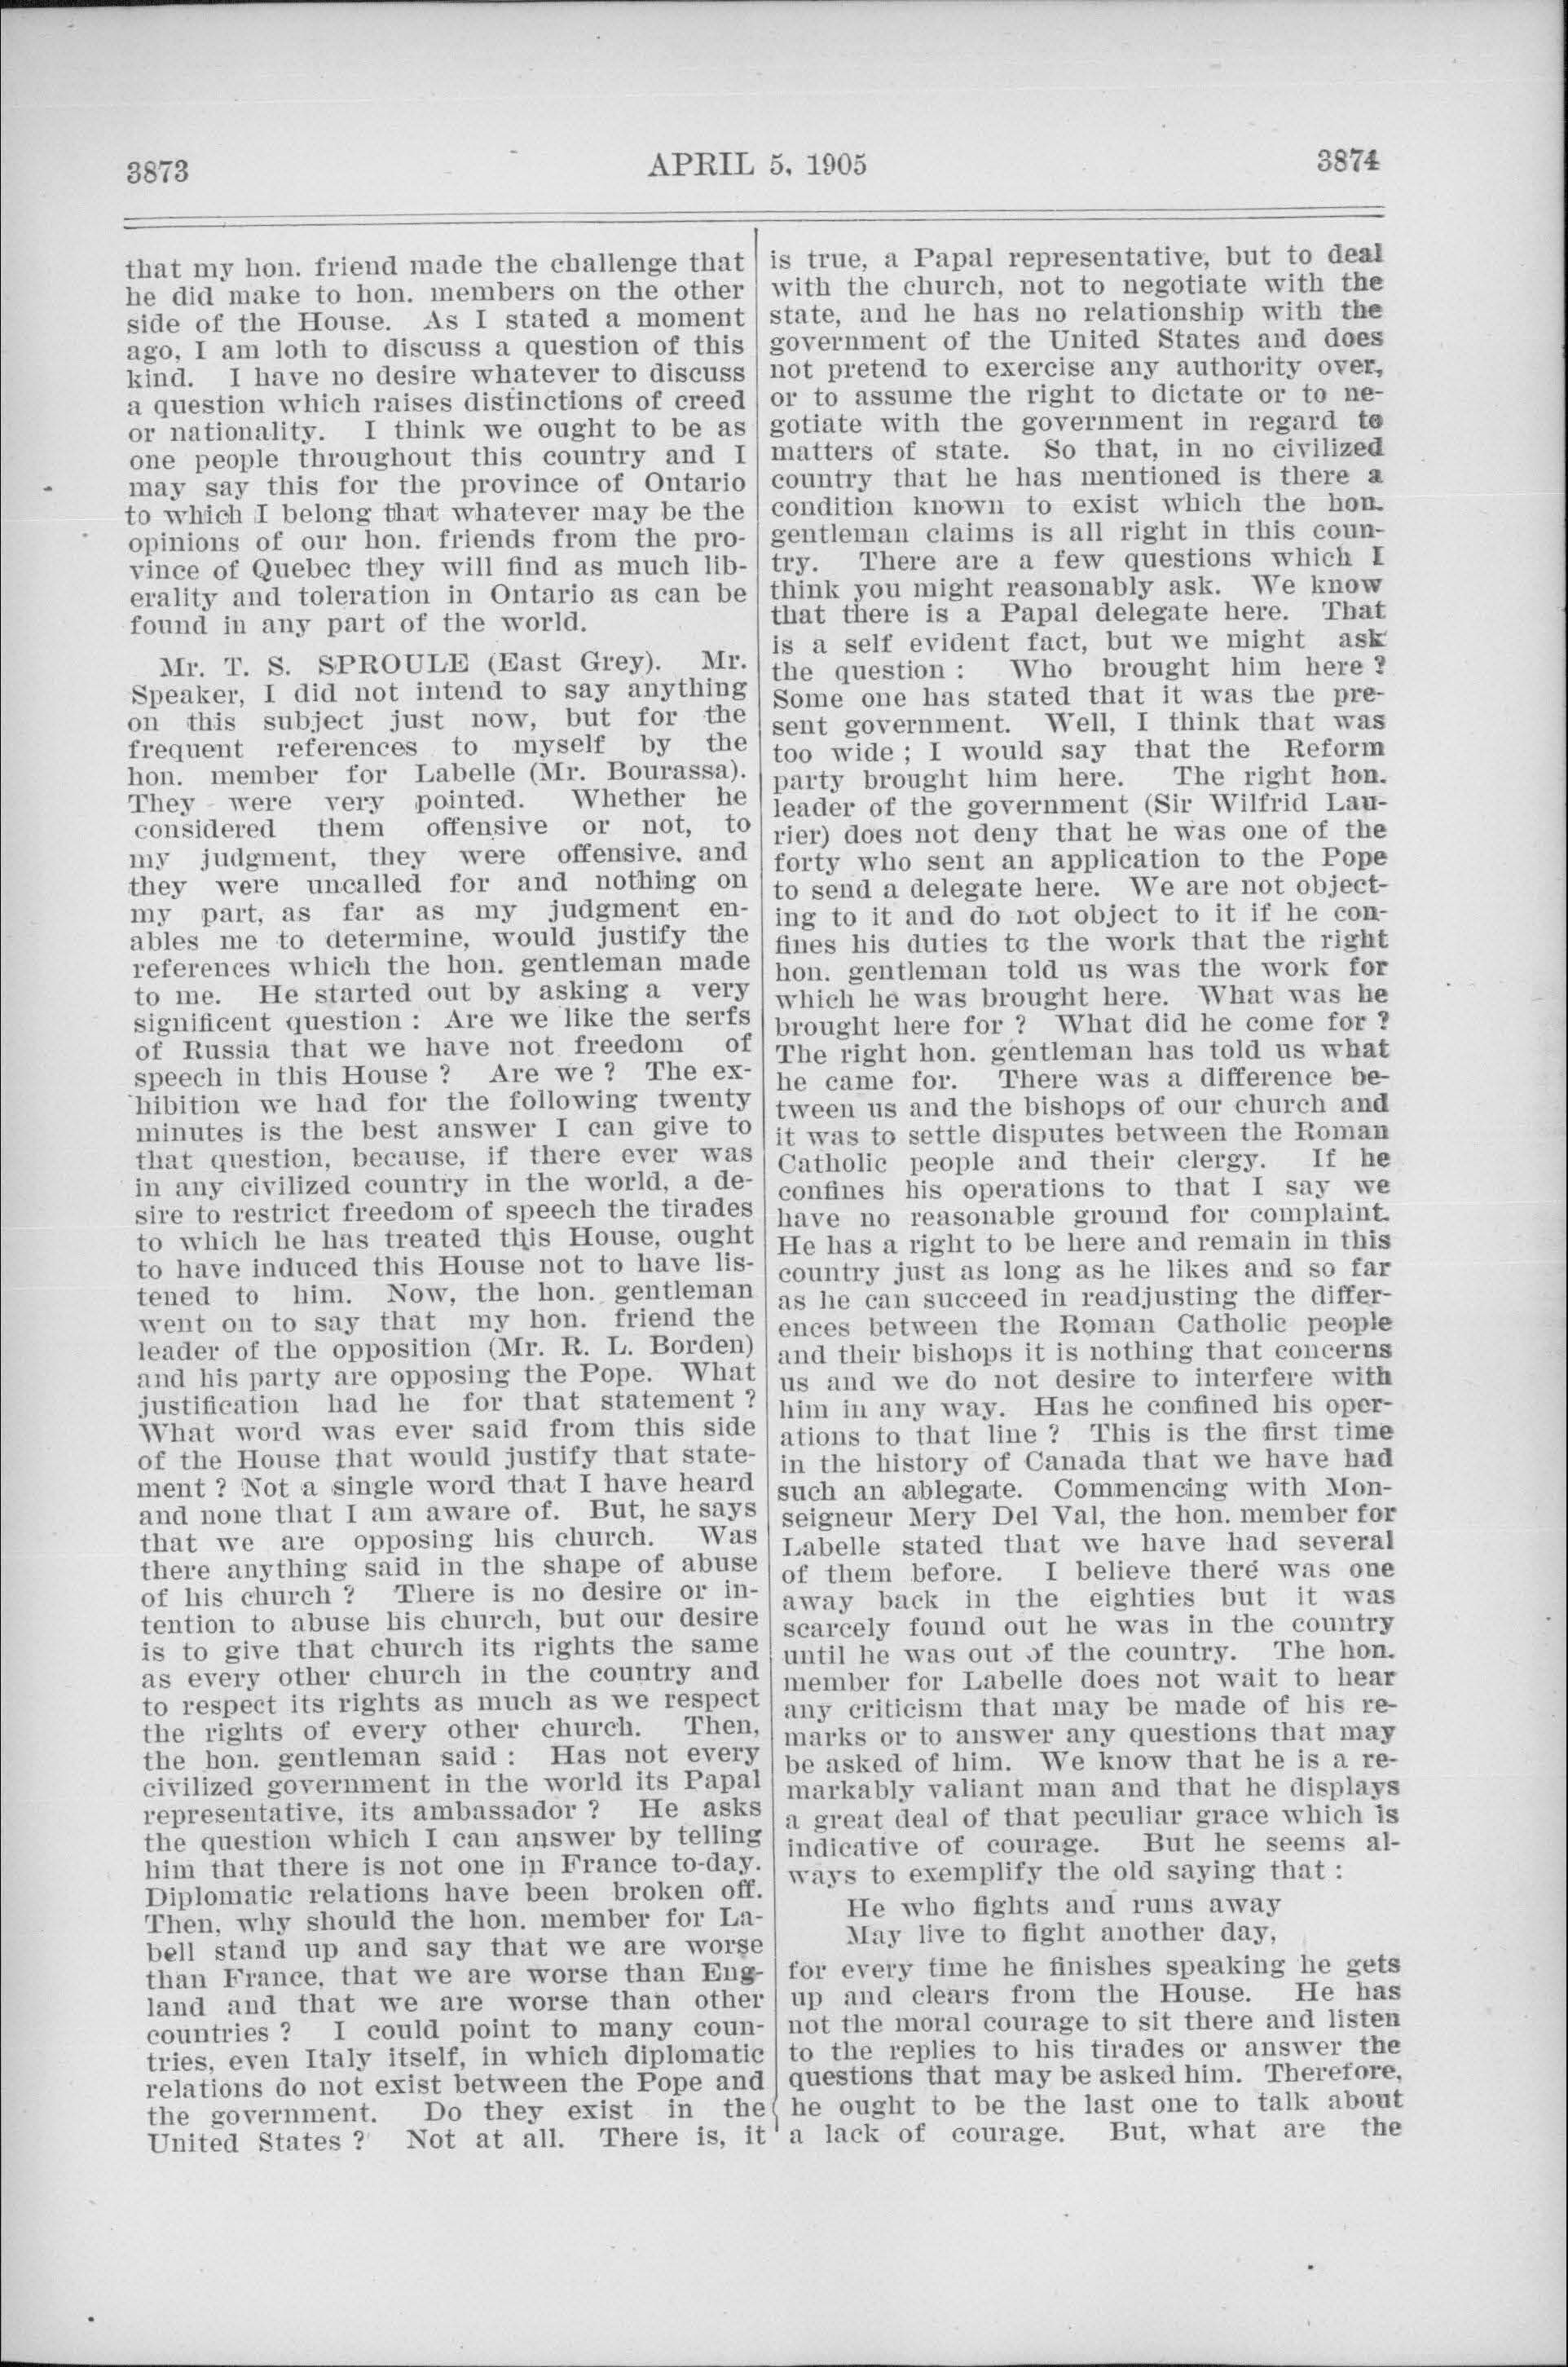 3873
APRIL 5, 1905
3874
that my hon. friend made the challenge that
he did make to hon. members on the other
side of the House. As I stated a moment
ago, I am loth to discuss a question of this
kind. I have no desire whatever to discuss
a question which raises distinctions of creed
or nationality. I think we ought to be as
one people throughout this country and I
may say this for the province of Ontario
to which I belong that whatever may be the
opinions of our hon. friends from the pro-
vince of Quebec they will find as much lib-
erality and toleration in Ontario as can be
found in any part of the world.
Mr. T. S. SPROULE (East Grey). Mr.
Speaker, I did not intend to say anything
on this subject just now, but for the
frequent references to myself by the
hon. member for Labelle (Mr. Bourassa).
They were very pointed. Whether he
considered them offensive or not, to
my judgment, they were offensive, and
they were uncalled for and nothing on
my part, as far as my judgment en-
ables me to determine, would justify the
references which the hon. gentleman made
to me. He started out by asking a very
significent question : Are we like the serfs
of Russia that we have not freedom of
speech in this House ? Are we ? The ex-
hibition we had for the following twenty
minutes is the best answer I can give to
that question, because, if there ever was
in any civilized country in the world, a de-
sire to restrict freedom of speech the tirades
to which he has treated this House, ought
to have induced this House not to have lis-
tened to him. Now, the hon. gentleman
went on to say that my hon. friend the
leader of the opposition (Mr. R. L. Borden)
and his party are opposing the Pope. What
justification had he for that statement ?
What word was ever said from this side
of the House that would justify that state-
ment ? Not a single word that I have heard
and none that I am aware of. But, he says
that we are opposing his church. Was
there anything said in the shape of abuse
of his church ? There is no desire or in-
tention to abuse his church, but our desire
is to give that church its rights the same
as every other church in the country and
to respect its rights as much as we respect
the rights of every other church. Then,
the hon. gentleman said : Has not every
civilized government in the world its Papal
representative, its ambassador ? He asks
the question which I can answer by telling
him that there is not one in France to-day.
Diplomatic relations have been broken off.
Then, why should the hon. member for La-
bell stand up and say that we are worse
than France, that we are worse than Eng-
land and that we are worse than other
countries ? I could point to many coun-
tries, even Italy itself, in which diplomatic
relations do not exist between the Pope and
the government. Do they exist in the
United States ? Not at all. There is, it
is true, a Papal representative, but to deal
with the church, not to negotiate with the
state, and he has no relationship with the
government of the United States and does
not pretend to exercise any authority over,
or to assume the right to dictate or to ne-
gotiate with the government in regard to
matters of state. So that, in no civilized
country that he has mentioned is there a
condition known to exist which the hon.
gentleman claims is all right in this coun-
try. There are a few questions which I
think you might reasonably ask. We know
that there is a Papal delegate here. That
is a self evident fact, but we might ask
the question : Who brought him here ?
Some one has stated that it was the pre-
sent government. Well, I think that was
too wide ; I would say that the Reform
party brought him here. The right hon.
leader of the government (Sir Wilfrid Lau-
rier) does not deny that he was one of the
forty who sent an application to the Pope
to send a delegate here. We are not object-
ing to it and do not object to it if he con-
fines his duties to the work that the right
hon. gentleman told us was the work for
which he was brought here. What was he
brought here for ? What did he come for ?
The right hon. gentleman has told us what
he came for. There was a difference be-
tween us and the bishops of our church and
it was to settle disputes between the Roman
Catholic people and their clergy. If he
confines his operations to that I say we
have no reasonable ground for complaint.
He has a right to be here and remain in this
country just as long as he likes and so far
as he can succeed in readjusting the differ-
ences between the Roman Catholic people
and their bishops it is nothing that concerns
us and we do not desire to interfere with
him in any way. Has he confined his oper-
ations to that line ? This is the first time
in the history of Canada that we have had
such an ablegate. Commencing with Mon-
seigneur Mery Del Val, the hon. member for
Labelle stated that we have had several
of them before. I believe there was one
away back in the eighties but it was
scarcely found out he was in the country
until he was out of the country. The hon.
member for Labelle does not wait to hear
any criticism that may be made of his re-
marks or to answer any questions that may
be asked of him. We know that he is a re-
markably valiant man and that he displays
a great deal of that peculiar grace which is
indicative of courage. But he seems al-
ways to exemplify the old saying that :
He who fights and runs away
May live to fight another day,
for every time he finishes speaking he gets
up and clears from the House. He has
not the moral courage to sit there and listen
to the replies to his tirades or answer the
questions that may be asked him. Therefore,
he ought to be the last one to talk about
a lack of courage. But, what are the